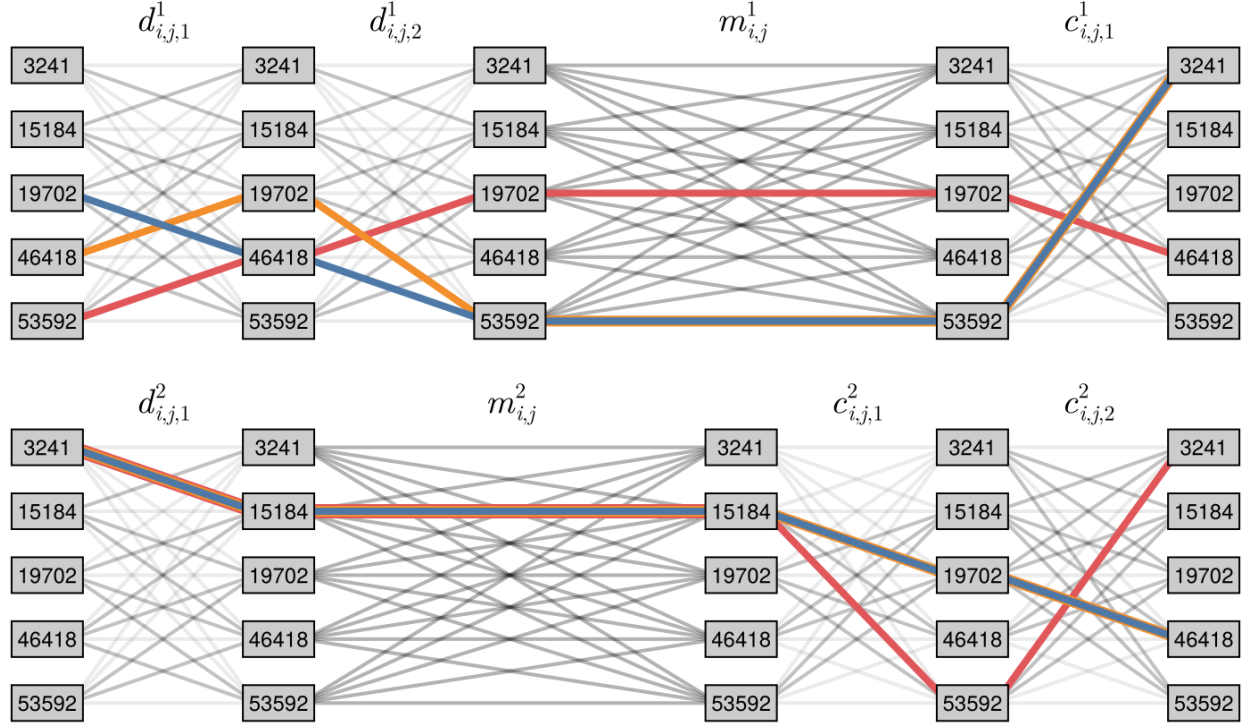 d^1_{i,j,1} d^1_{i,j,2} m^1_{i,j} c^1_{i,j,1}
3241 3241 3241 3241 3241
15184 15184 15184 15184 15184
19702 19702 19702 19702 19702
46418 46418 46418 46418 46418
53592 53592 53592 53592 53592
d^2_{i,j,1} m^2_{i,j} c^2_{i,j,1} c^2_{i,j,2}
3241 3241 3241 3241 3241
15184 15184 15184 15184 15184
19702 19702 19702 19702 19702
46418 46418 46418 46418 46418
53592 53592 53592 53592 53592